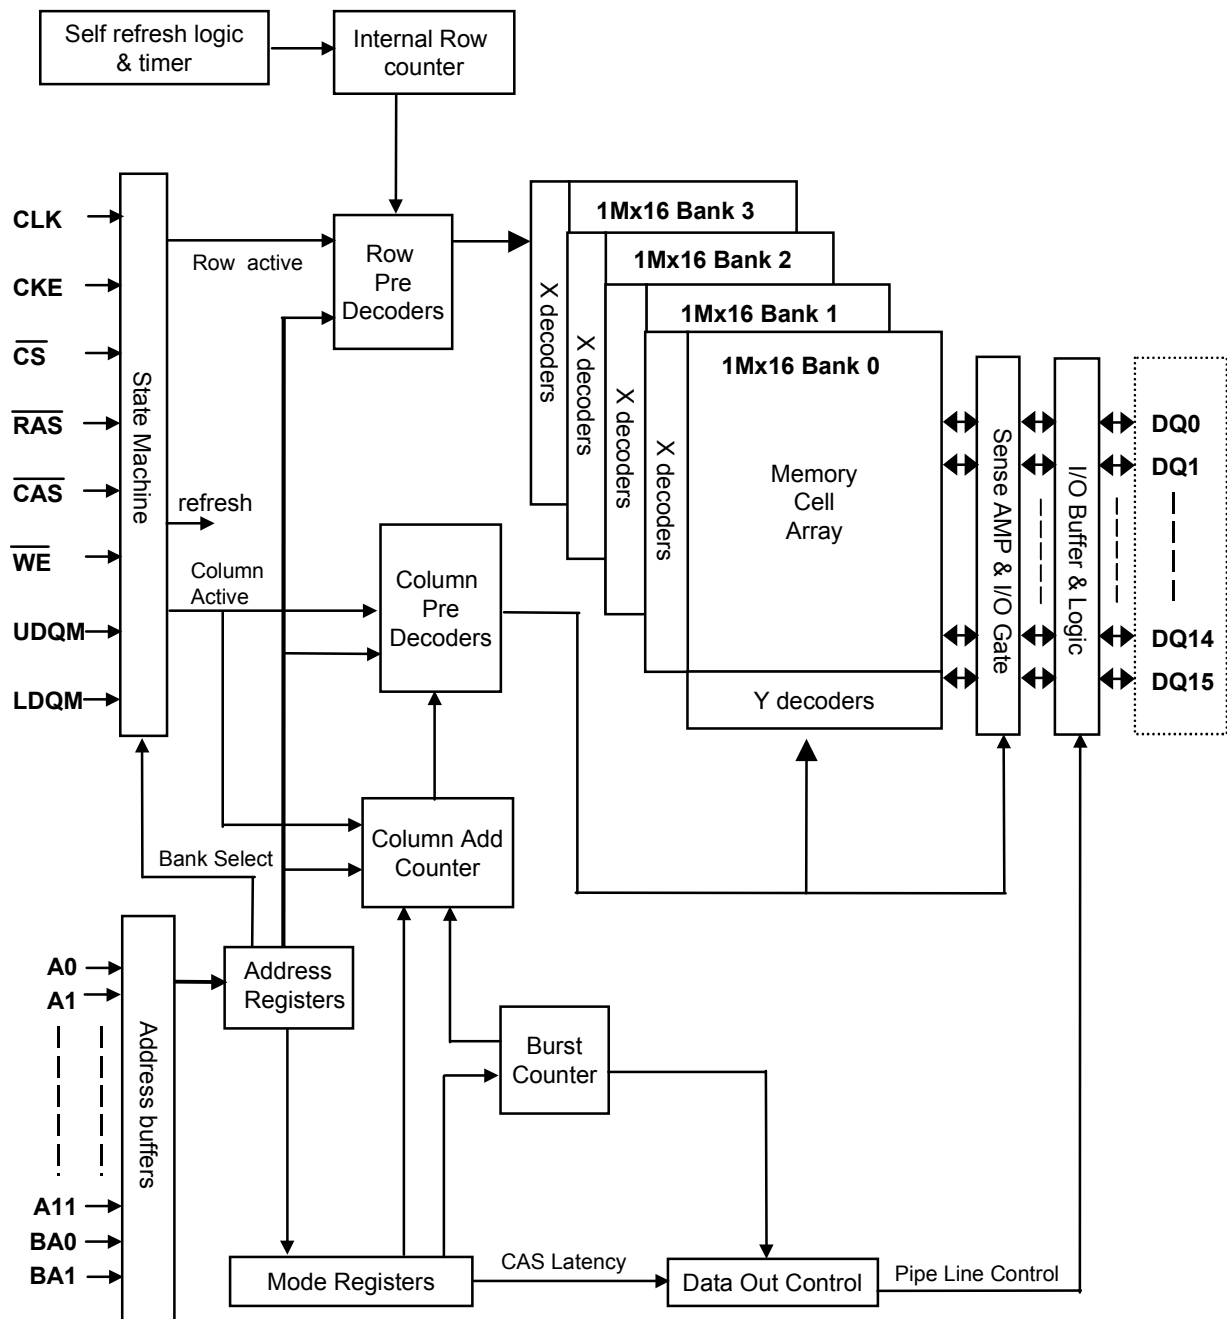 Self refresh logic
& timer
Internal Row
counter
CLK
CKE
CS
RAS
CAS
WE
UDQM
LDQM
State Machine
Row active
refresh
Column
Active
Bank Select
Row
Pre
Decoders
Column
Pre
Decoders
Column Add
Counter
1Mx16 Bank 3
1Mx16 Bank 2
1Mx16 Bank 1
1Mx16 Bank 0
X decoders
X decoders
X decoders
X decoders
Memory
Cell
Array
Y decoders
Sense AMP & I/O Gate
I/O Buffer & Logic
DQ0
DQ1
DQ14
DQ15
A0
A1
A11
BA0
BA1
Address buffers
Address
Registers
Burst
Counter
Mode Registers
CAS Latency
Data Out Control
Pipe Line Control